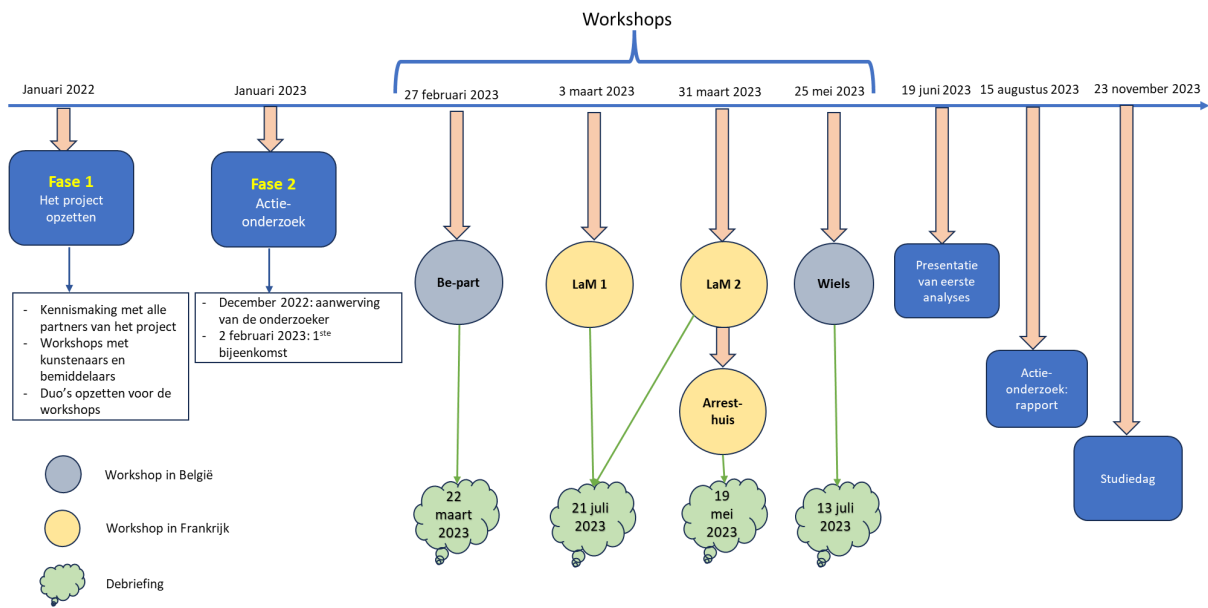 Workshops
Januari 2022
Januari 2023
27 februari 2023
3 maart 2023
31 maart 2023
25 mei 2023
19 juni 2023
15 augustus 2023
23 november 2023
Fase 1
Het project
opzetten
Fase 2
Actie-
onderzoek
- Kennismaking met alle
partners van het project
- Workshops met
kunstenaars en
bemiddelaars
- Duo's opzetten voor de
workshops
- December 2022: aanwerving
van de onderzoeker
- 2 februari 2023: 1ste
bijeenkomst
Be-part
LaM 1
LaM 2
Wiels
Arrest-
huis
Presentatie
van eerste
analyses
Actie-
onderzoek:
rapport
Studiedag
22
maart
2023
21 juli
2023
19
mei
2023
13 juli
2023
Workshop in België
Workshop in Frankrijk
Debriefing